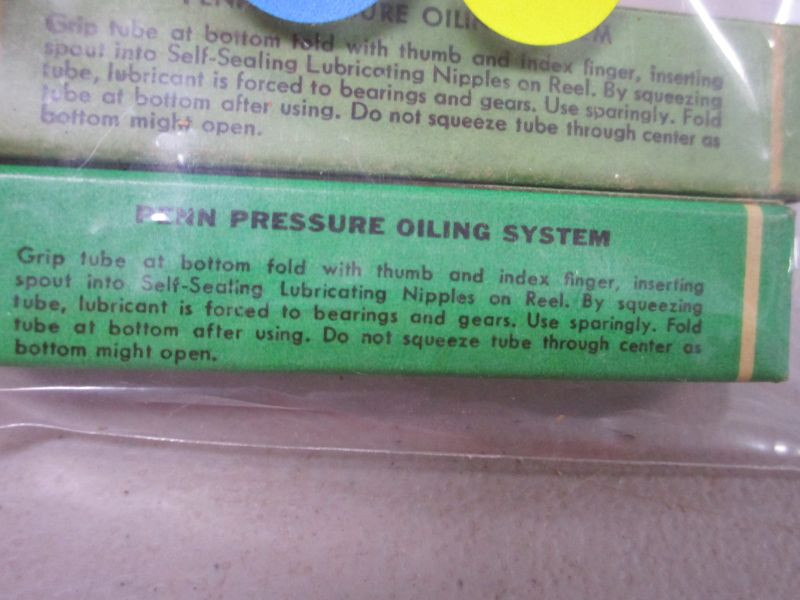 PENN PRESSURE OILI M
Grip tube at bottom fold with thumb and index finger, inserting
spout into Self-Sealing Lubricating Nipples on Reel. By squeezing
tube, lubricant is forced to bearings and gears. Use sparingly. Fold
tube at bottom after using. Do not squeeze tube through center as
bottom might open.
PENN PRESSURE OILING SYSTEM
Grip tube at bottom fold with thumb and index finger, inserting
spout into Self-Sealing Lubricating Nipples on Reel. By squeezing
tube, lubricant is forced to bearings and gears. Use sparingly. Fold
tube at bottom after using. Do not squeeze tube through center as
bottom might open.